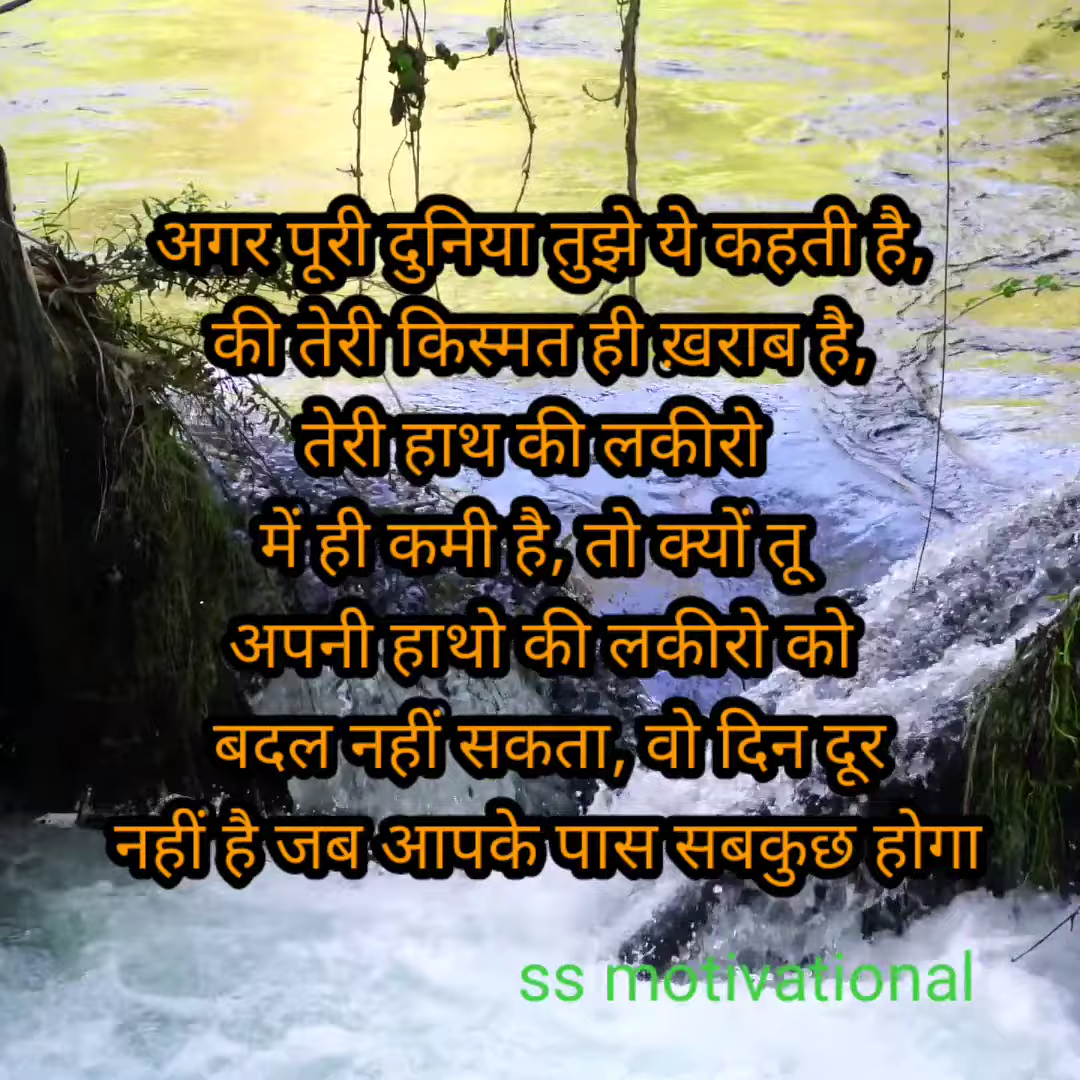 अगर पूरी दुनिया तुझे ये कहती है,
की तेरी किस्मत ही ख़राब है,
तेरी हाथ की लकीरो
में ही कमी है, तो क्यों तू
अपनी हाथो की लकीरो को
बदल नहीं सकता, वो दिन दूर
नहीं है जब आपके पास सबकुछ होगा
ss motivational